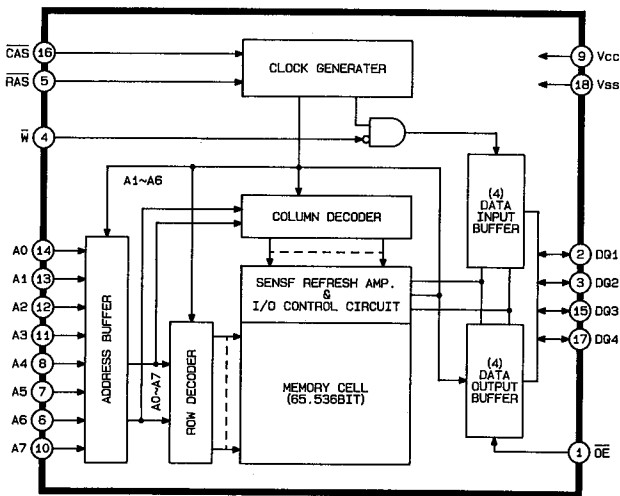 CAS 16
RAS 5
W 4
CLOCK GENERATER
9 Vcc
18 Vss
A1~A6
COLUMN DECODER
(4)
DATA
INPUT
BUFFER
A0 14
A1 13
A2 12
A3 11
A4 8
A5 7
A6 6
A7 10
ADDRESS BUFFER
A0~A7
ROW DECODER
SENSF REFRESH AMP.
&
I/O CONTROL CIRCUIT
MEMORY CELL
(65.536BIT)
2 DQ1
3 DQ2
15 DQ3
17 DQ4
(4)
DATA
OUTPUT
BUFFER
1 OE